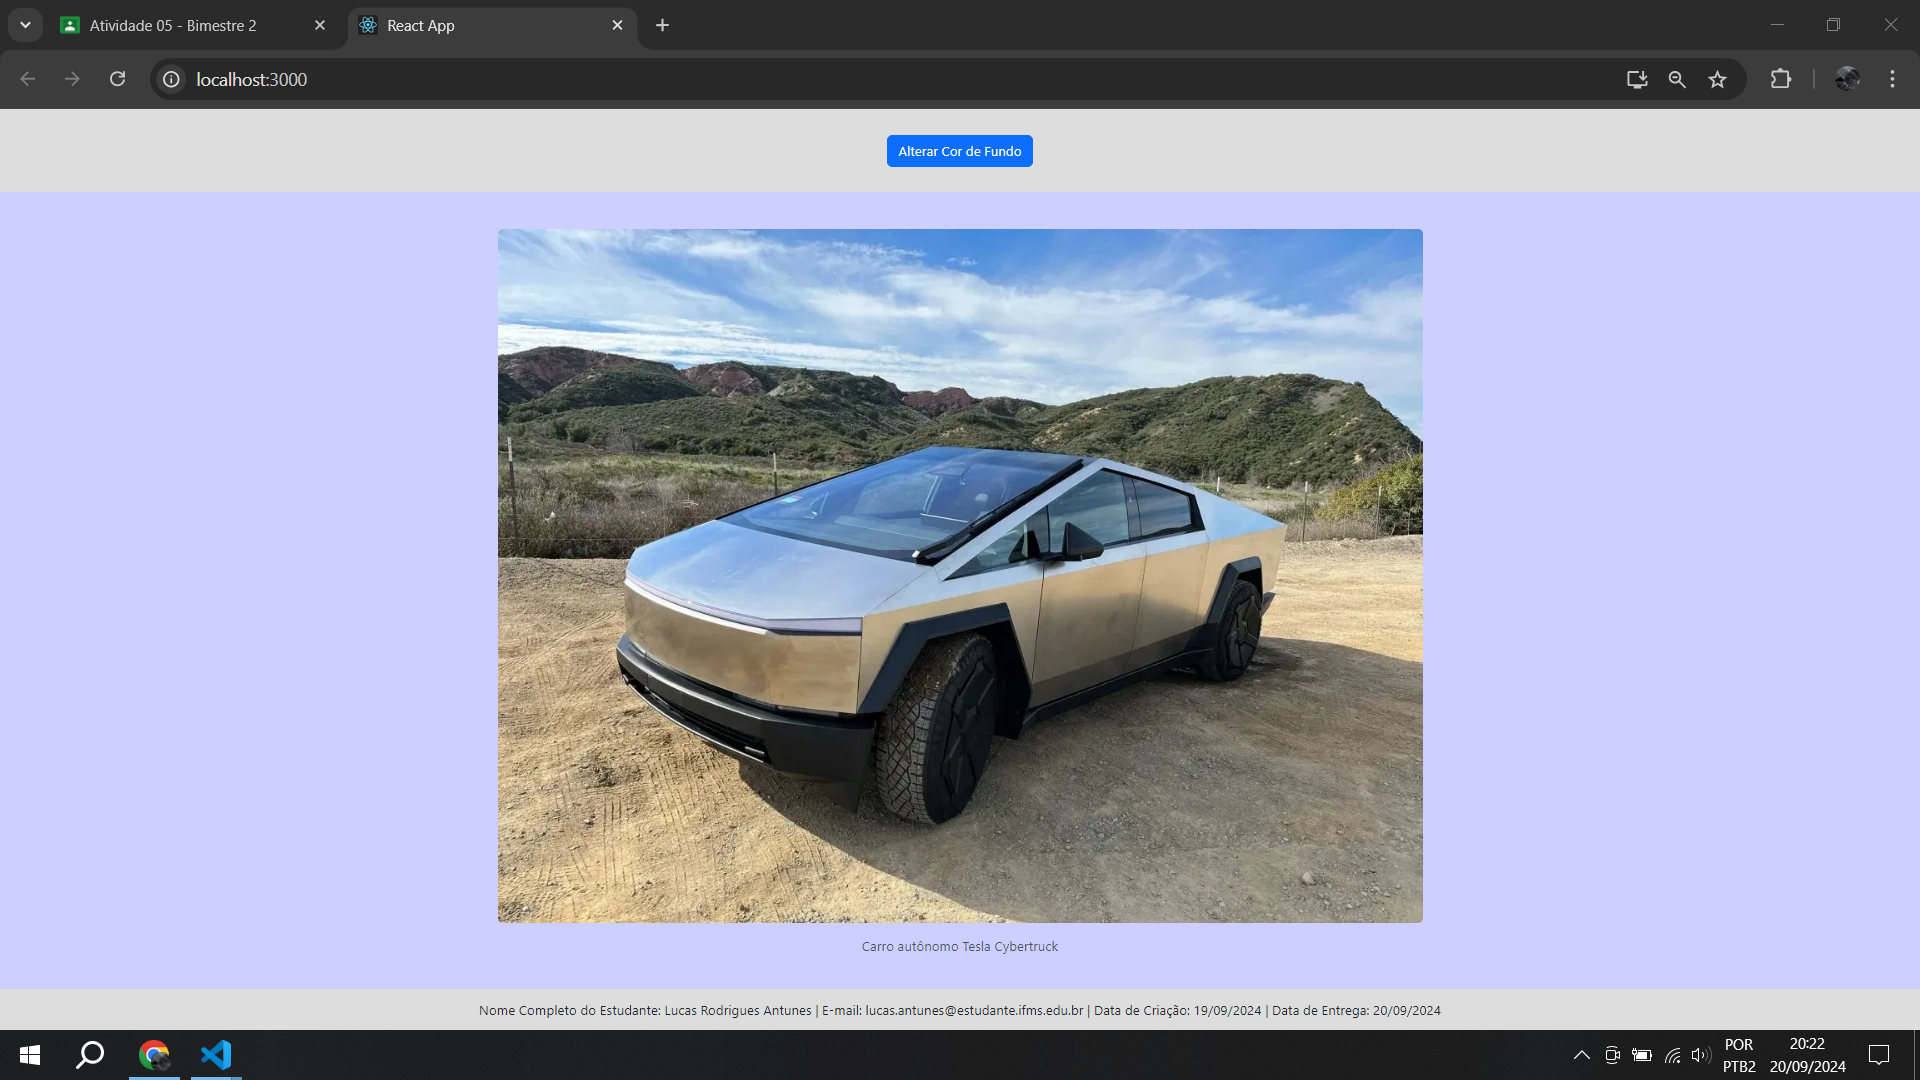 Atividade 05 - Bimestre 2
React App
localhost:3000
Alterar Cor de Fundo
Carro autônomo Tesla Cybertruck
Nome Completo do Estudante: Lucas Rodrigues Antunes | E-mail: lucas.antunes@estudante.ifms.edu.br | Data de Criação: 19/09/2024 | Data de Entrega: 20/09/2024
POR
PTB2
20:22
20/09/2024